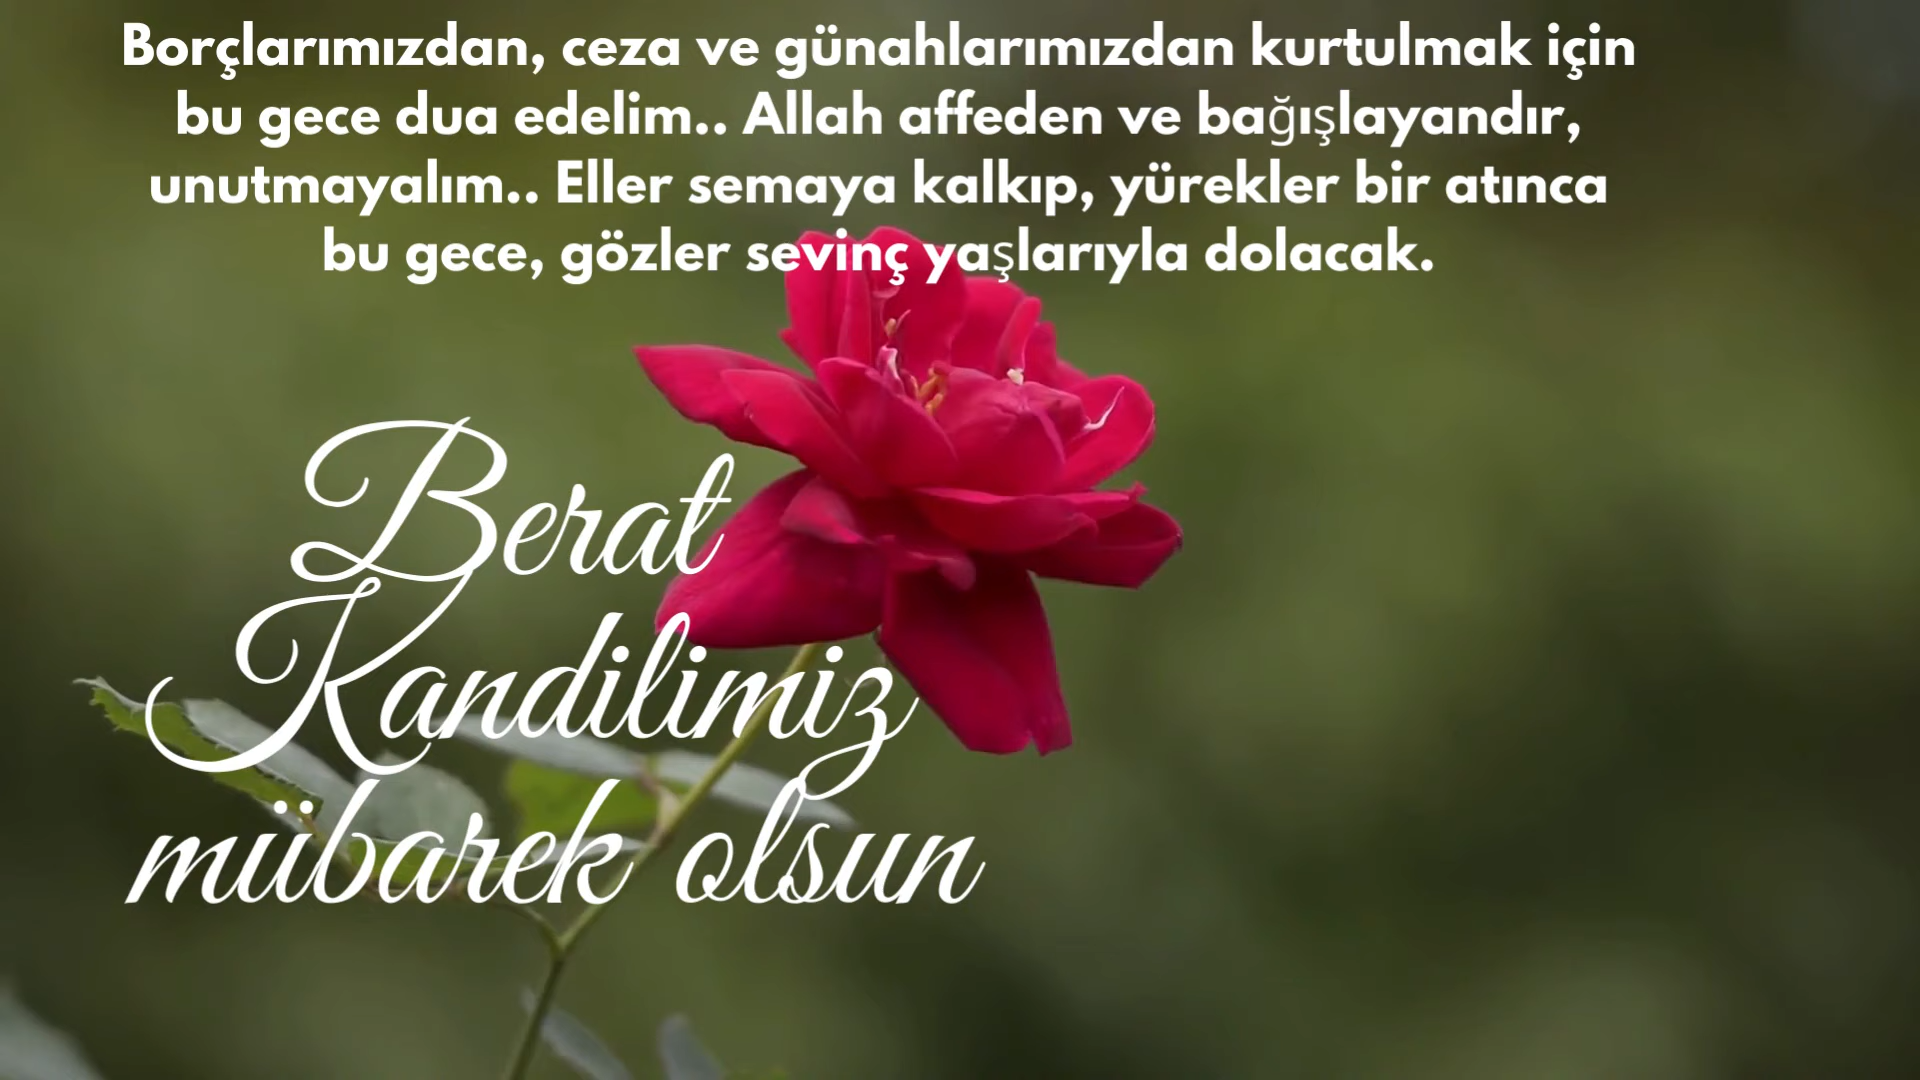 Borçlarımızdan, ceza ve günahlarımızdan kurtulmak için
bu gece dua edelim.. Allah affeden ve bağışlayandır,
unutmayalım.. Eller semaya kalkıp, yürekler bir atınca
bu gece, gözler sevinç yaşlarıyla dolacak.
Berat
Kandilimiz
mübarek olsun